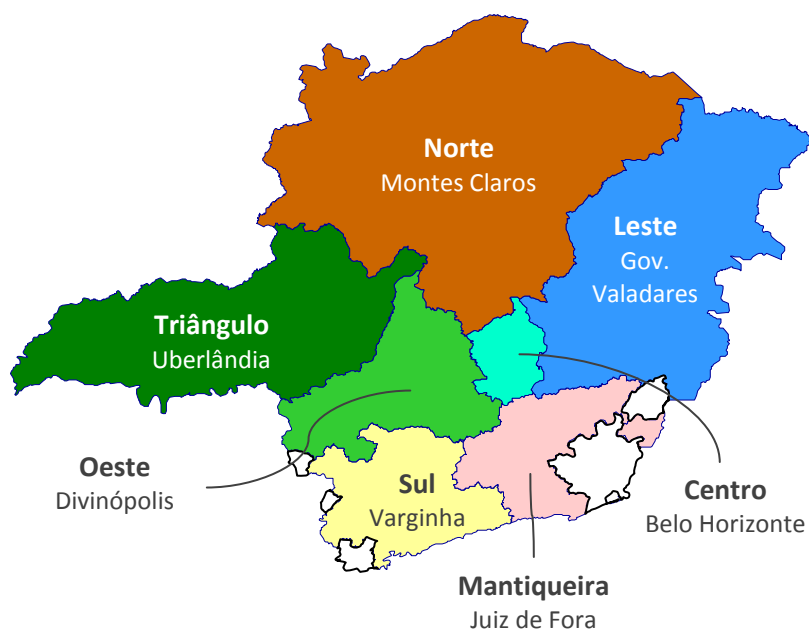 Norte
Montes Claros
Leste
Gov.
Valadares
Triângulo
Uberlândia
Oeste
Divinópolis
Sul
Varginha
Centro
Belo Horizonte
Mantiqueira
Juiz de Fora